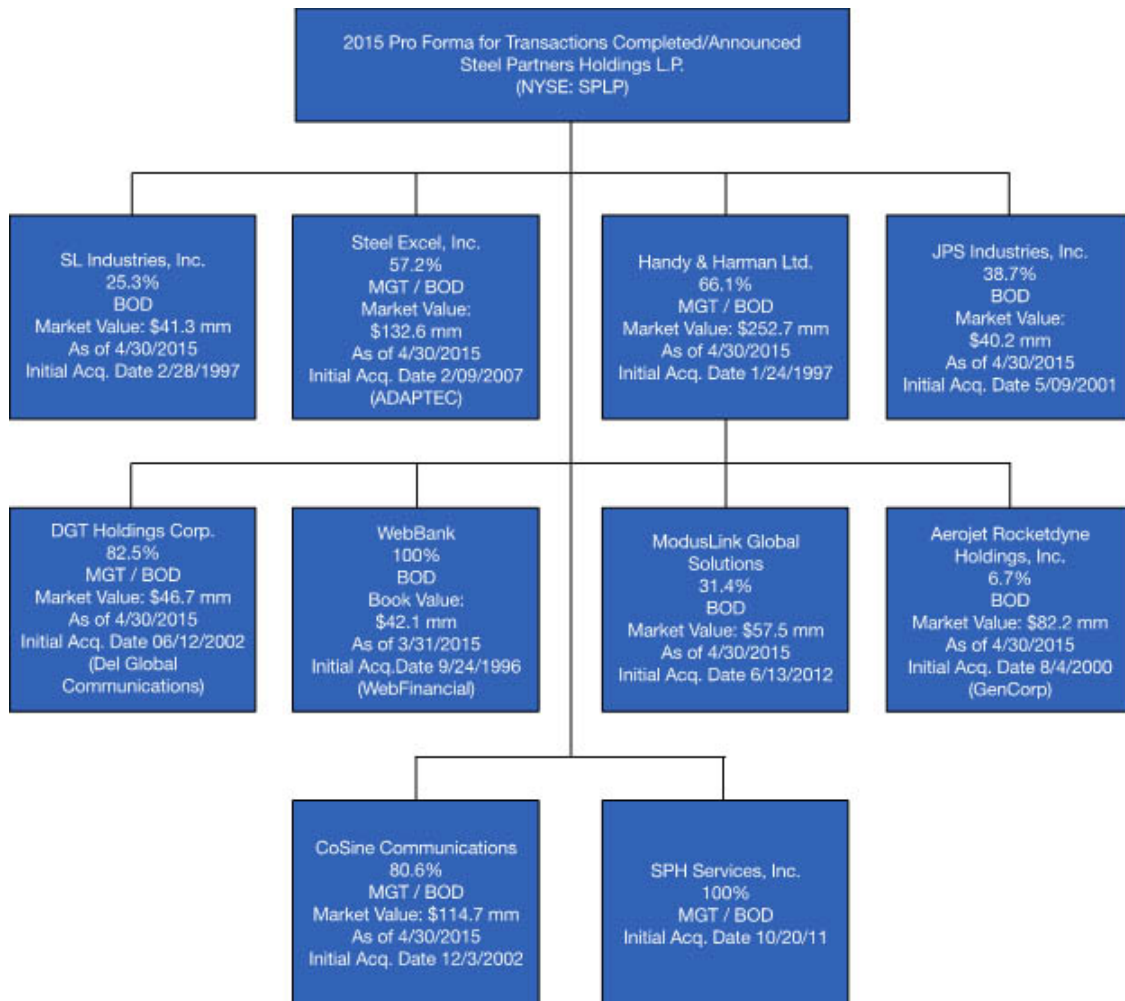 2015 Pro Forma for Transactions Completed/Announced
Steel Partners Holdings L.P.
(NYSE: SPLP)
SL Industries, Inc.
25.3%
BOD
Market Value: $41.3 mm
As of 4/30/2015
Initial Acq. Date 2/28/1997
Steel Excel, Inc.
57.2%
MGT / BOD
Market Value:
$132.6 mm
As of 4/30/2015
Initial Acq. Date 2/09/2007
(ADAPTEC)
Handy & Harman Ltd.
66.1%
MGT / BOD
Market Value: $252.7 mm
As of 4/30/2015
Initial Acq. Date 1/24/1997
JPS Industries, Inc.
38.7%
BOD
Market Value:
$40.2 mm
As of 4/30/2015
Initial Acq. Date 5/09/2001
DGT Holdings Corp.
82.5%
MGT / BOD
Market Value: $46.7 mm
As of 4/30/2015
Initial Acq. Date 06/12/2002
(Del Global
Communications)
WebBank
100%
BOD
Book Value:
$42.1 mm
As of 3/31/2015
Initial Acq.Date 9/24/1996
(WebFinancial)
ModusLink Global
Solutions
31.4%
BOD
Market Value: $57.5 mm
As of 4/30/2015
Initial Acq. Date 6/13/2012
Aerojet Rocketdyne
Holdings, Inc.
6.7%
BOD
Market Value: $82.2 mm
As of 4/30/2015
Initial Acq. Date 8/4/2000
(GenCorp)
CoSine Communications
80.6%
MGT / BOD
Market Value: $114.7 mm
As of 4/30/2015
Initial Acq. Date 12/3/2002
SPH Services, Inc.
100%
MGT / BOD
Initial Acq. Date 10/20/11